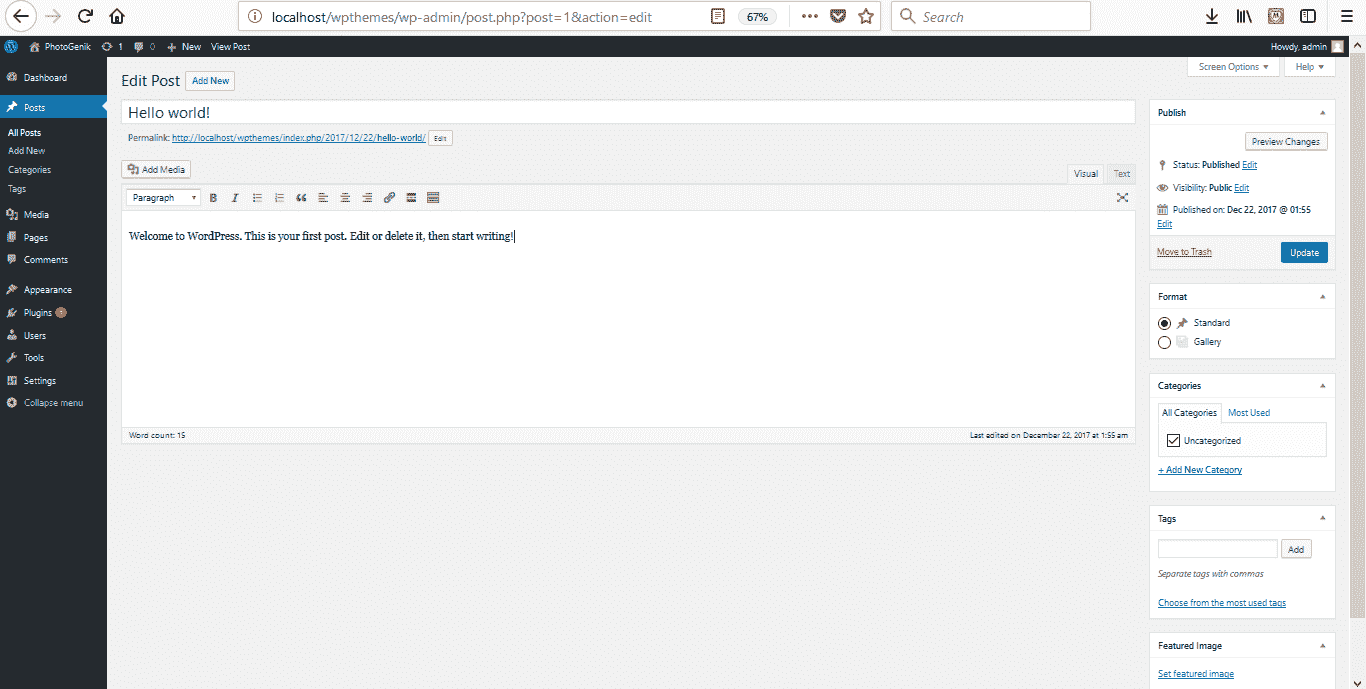 localhost/wpthemes/wp-admin/post.php?post=1&action=edit
67%
Search
PhotoGenik
1
0
New
View Post
Howdy, admin
Dashboard
Posts
All Posts
Add New
Categories
Tags
Media
Pages
Comments
Appearance
Plugins 1
Users
Tools
Settings
Collapse menu
Screen Options
Help
Edit Post
Add New
Hello world!
Permalink: http://localhost/wpthemes/index.php/2017/12/22/hello-world/ Edit
Add Media
Visual
Text
Paragraph
B
I
Welcome to WordPress. This is your first post. Edit or delete it, then start writing!
Word count: 15
Last edited on December 22, 2017 at 1:55 am
Publish
Preview Changes
Status: Published Edit
Visibility: Public Edit
Published on: Dec 22, 2017 @ 01:55
Edit
Move to Trash
Update
Format
Standard
Gallery
Categories
All Categories
Most Used
Uncategorized
+ Add New Category
Tags
Add
Separate tags with commas
Choose from the most used tags
Featured Image
Set featured image